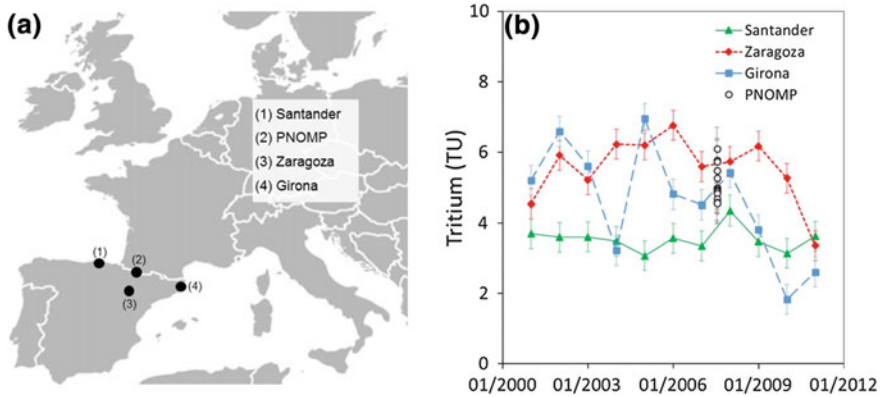 (a)
(1) Santander
(2) PNOMP
(3) Zaragoza
(4) Girona
(1)
(2)
(3)
(4)
(b)
Santander
Zaragoza
Girona
PNOMP
Tritium (TU)
10
8
6
4
2
0
01/2000 01/2003 01/2006 01/2009 01/2012